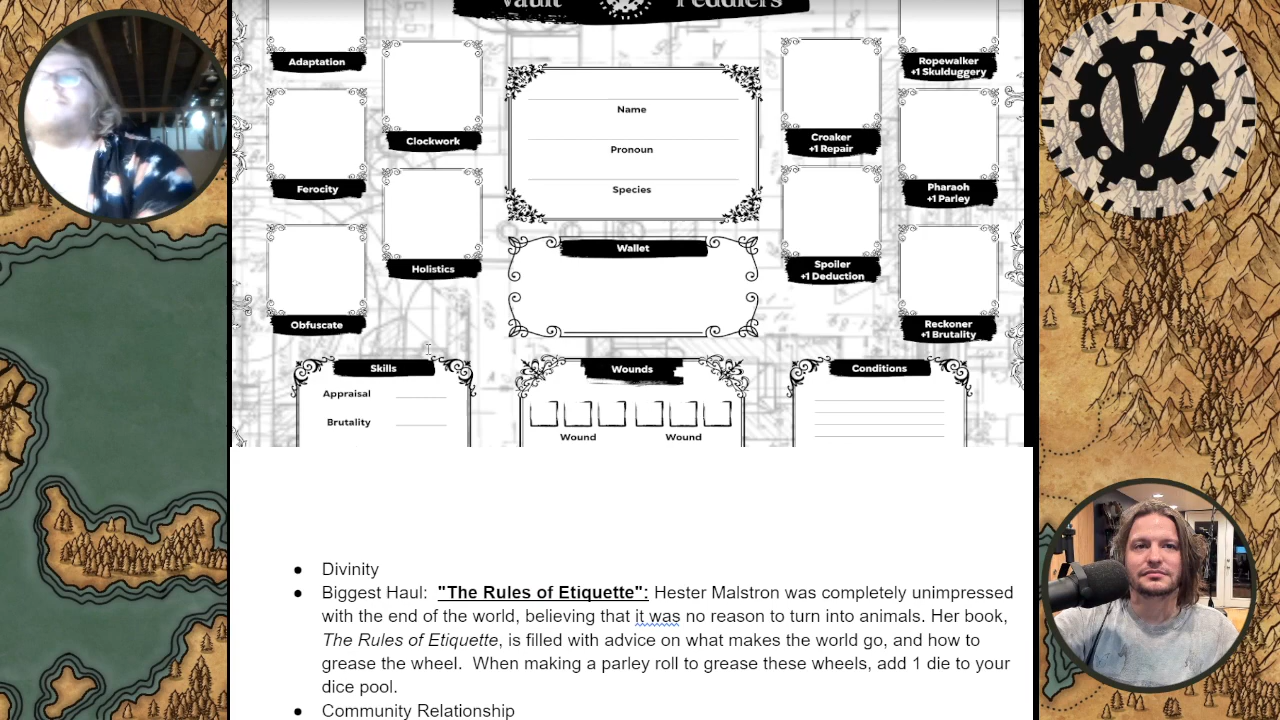 Vault Peddlers
Adaptation
Ropewalker
+1 Skulduggery
Name
Clockwork
Croaker
+1 Repair
Pronoun
Ferocity
Pharaoh
+1 Parley
Species
Wallet
Holistics
Spoiler
+1 Deduction
Obfuscate
Reckoner
+1 Brutality
Skills
Wounds
Conditions
Appraisal
Brutality
Wound
Wound
V
● Divinity
● Biggest Haul: "The Rules of Etiquette": Hester Malstron was completely unimpressed
with the end of the world, believing that it was no reason to turn into animals. Her book,
The Rules of Etiquette, is filled with advice on what makes the world go, and how to
grease the wheel. When making a parley roll to grease these wheels, add 1 die to your
dice pool.
● Community Relationship